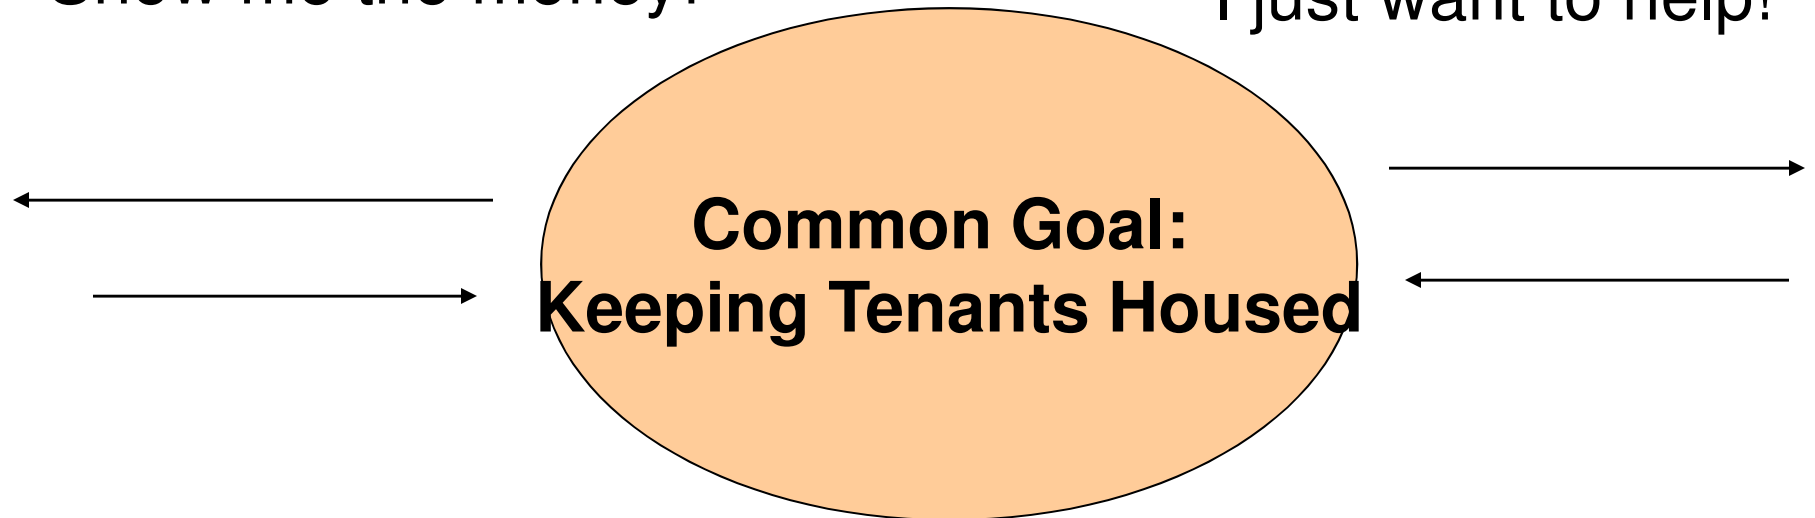 Show me the money!
I just want to help!
Common Goal:
Keeping Tenants Housed